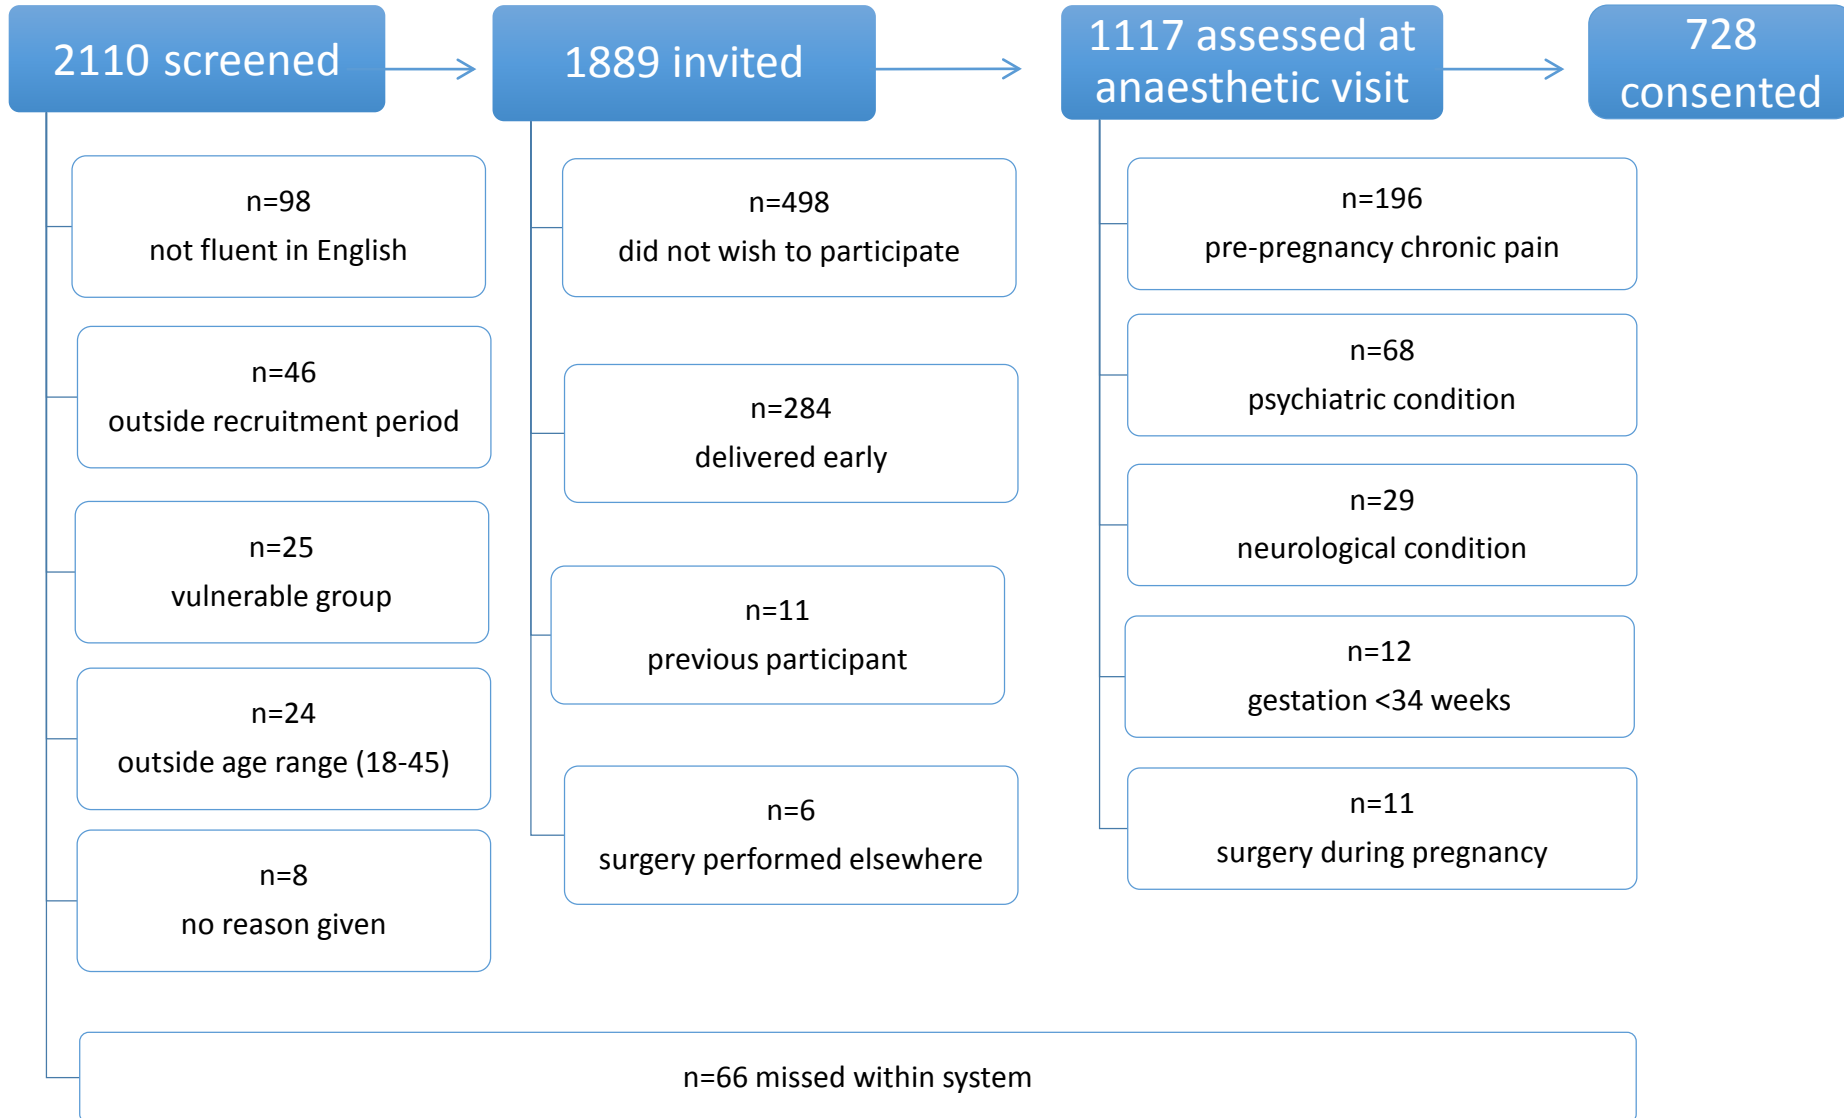 2110 screened
n=98
not fluent in English
n=46
outside recruitment period
n=25
vulnerable group
n=24
outside age range (18-45)
n=8
no reason given
1889 invited
n=498
did not wish to participate
n=284
delivered early
n=11
previous participant
n=6
surgery performed elsewhere
1117 assessed at
anaesthetic visit
n=196
pre-pregnancy chronic pain
n=68
psychiatric condition
n=29
neurological condition
n=12
gestation <34 weeks
n=11
surgery during pregnancy
728
consented
n=66 missed within system